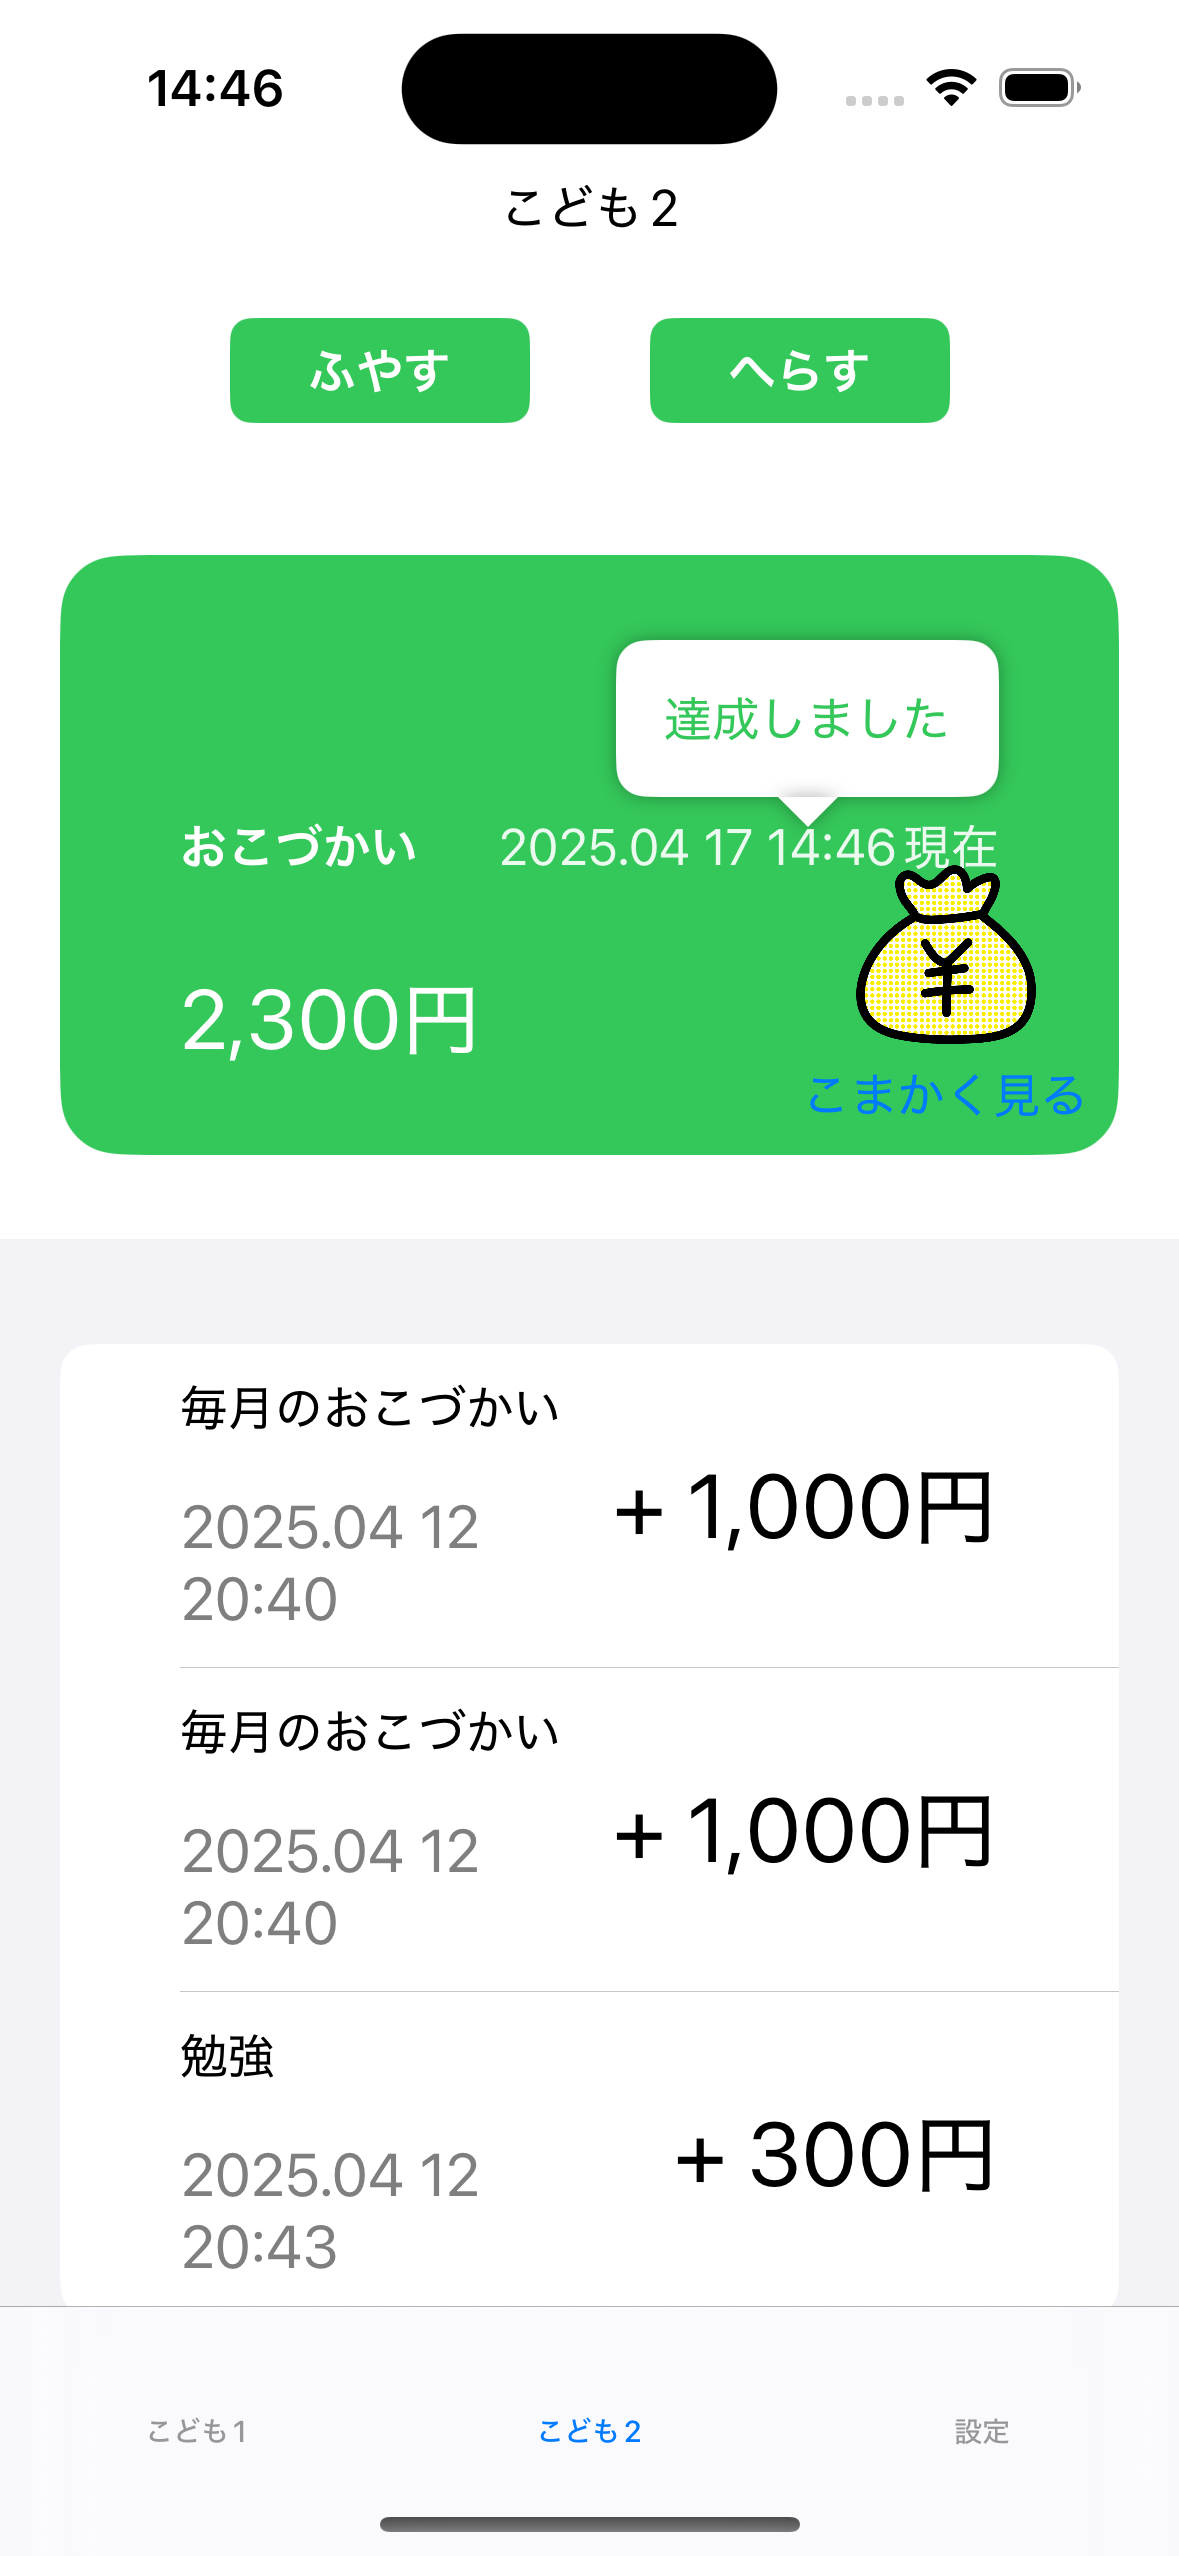 14:46
こども2
ふやす
へらす
達成しました
おこづかい 2025.04 17 14:46現在
¥
2,300円
こまかく見る
毎月のおこづかい
+ 1,000円
2025.04 12
20:40
毎月のおこづかい
+ 1,000円
2025.04 12
20:40
勉強
+ 300円
2025.04 12
20:43
こども1
こども2
設定